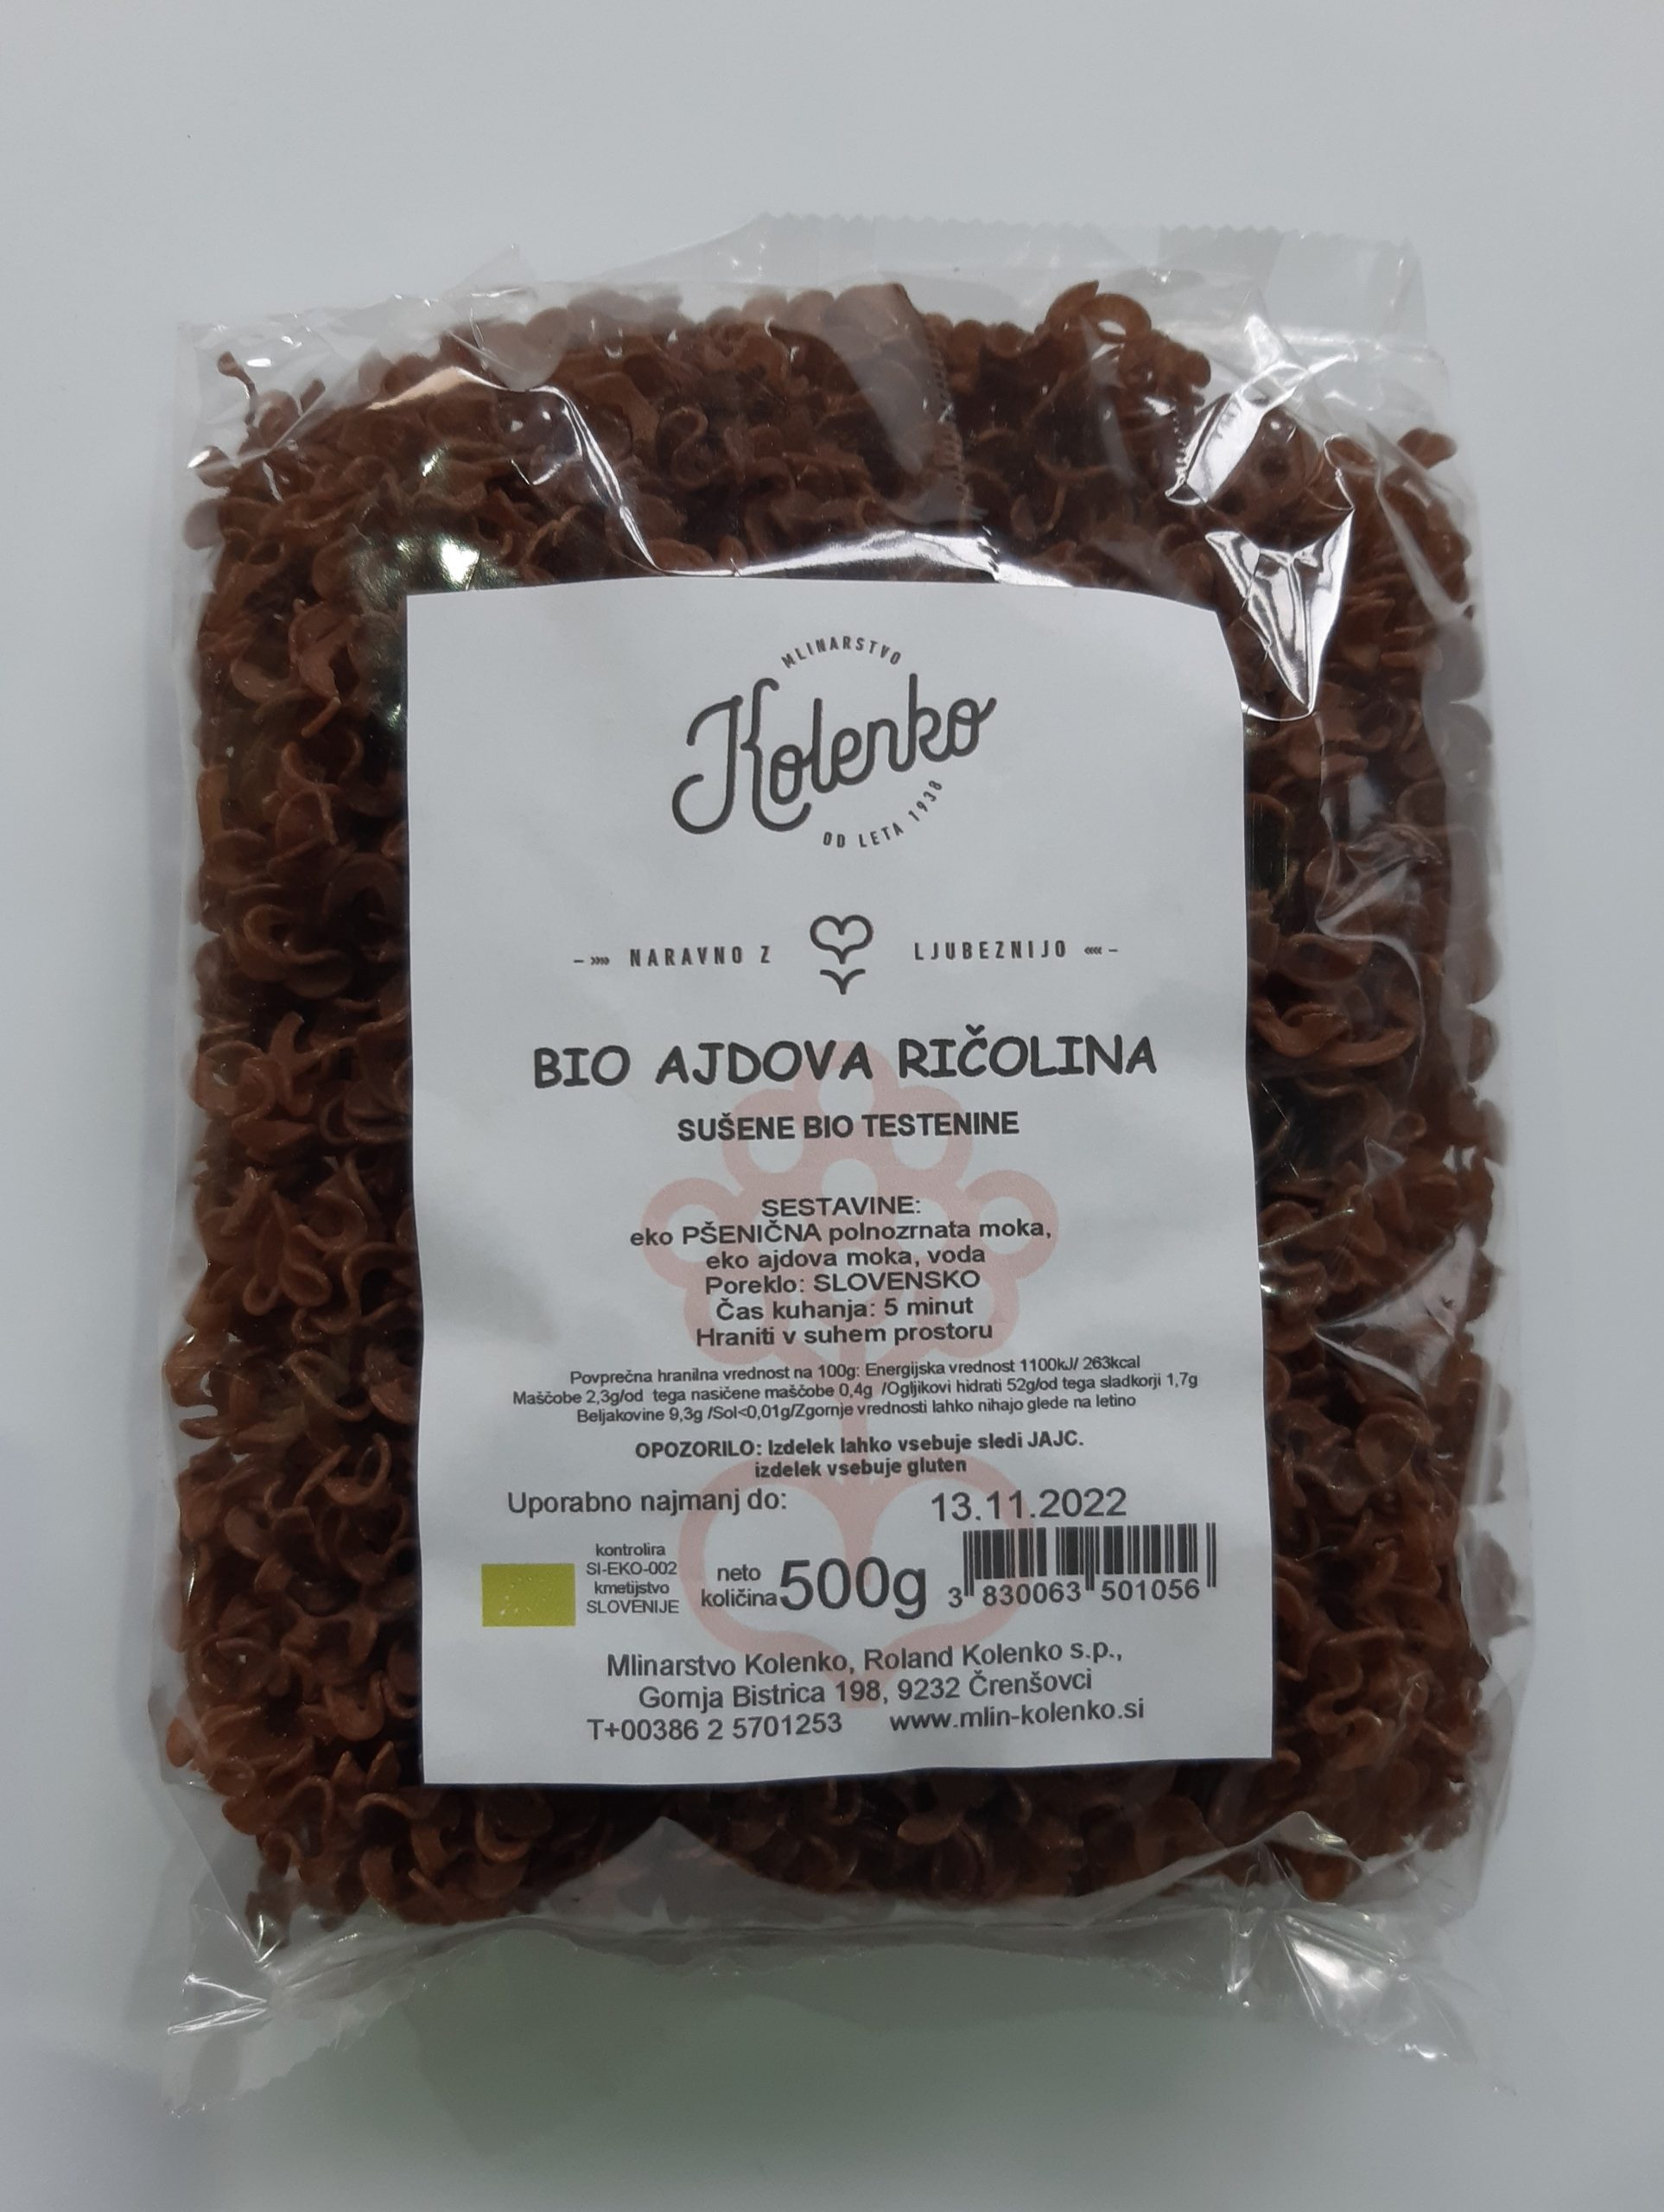 MLINARSTVO
Kolenko
OD LETA 1938
NARAVNO Z LJUBEZNIJO
BIO AJDOVA RIČOLINA
SUŠENE BIO TESTENINE
SESTAVINE:
eko PŠENIČNA polnozrnata moka,
eko ajdova moka, voda
Poreklo: SLOVENSKO
Čas kuhanja: 5 minut
Hraniti v suhem prostoru
Povprečna hranilna vrednost na 100g: Energijska vrednost 1100kJ/ 263kcal
Maščobe 2,3g/od tega nasičene maščobe 0,4g /Ogljikovi hidrati 52g/od tega sladkorji 1,7g
Beljakovine 9,3g /Sol<0,01g/Zgornje vrednosti lahko nihajo glede na letino
OPOZORILO: Izdelek lahko vsebuje sledi JAJC.
izdelek vsebuje gluten
Uporabno najmanj do: 13.11.2022
kontrolira
SI-EKO-002
kmetijstvo
SLOVENIJE
neto
količina 500g
3 830063 501056
Mlinarstvo Kolenko, Roland Kolenko s.p.,
Gornja Bistrica 198, 9232 Črenšovci
T+00386 2 5701253 www.mlin-kolenko.si